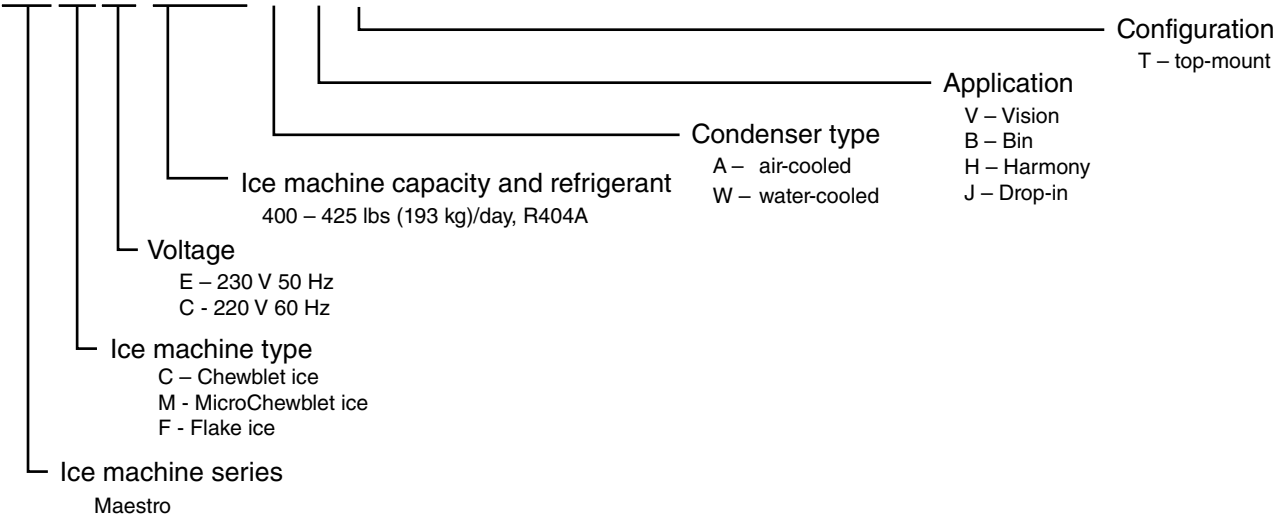 Configuration
T – top-mount
Application
V – Vision
B – Bin
H – Harmony
J – Drop-in
Condenser type
A – air-cooled
W – water-cooled
Ice machine capacity and refrigerant
400 – 425 lbs (193 kg)/day, R404A
Voltage
E – 230 V 50 Hz
C - 220 V 60 Hz
Ice machine type
C – Chewblet ice
M - MicroChewblet ice
F - Flake ice
Ice machine series
Maestro